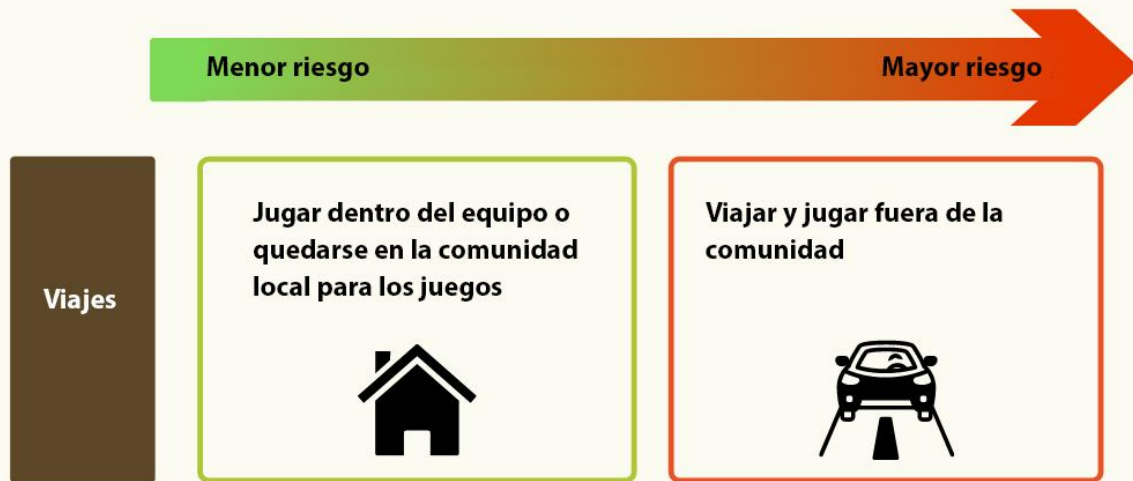 Menor riesgo
Mayor riesgo
Viajes
Jugar dentro del equipo o
quedarse en la comunidad
local para los juegos
Viajar y jugar fuera de la
comunidad